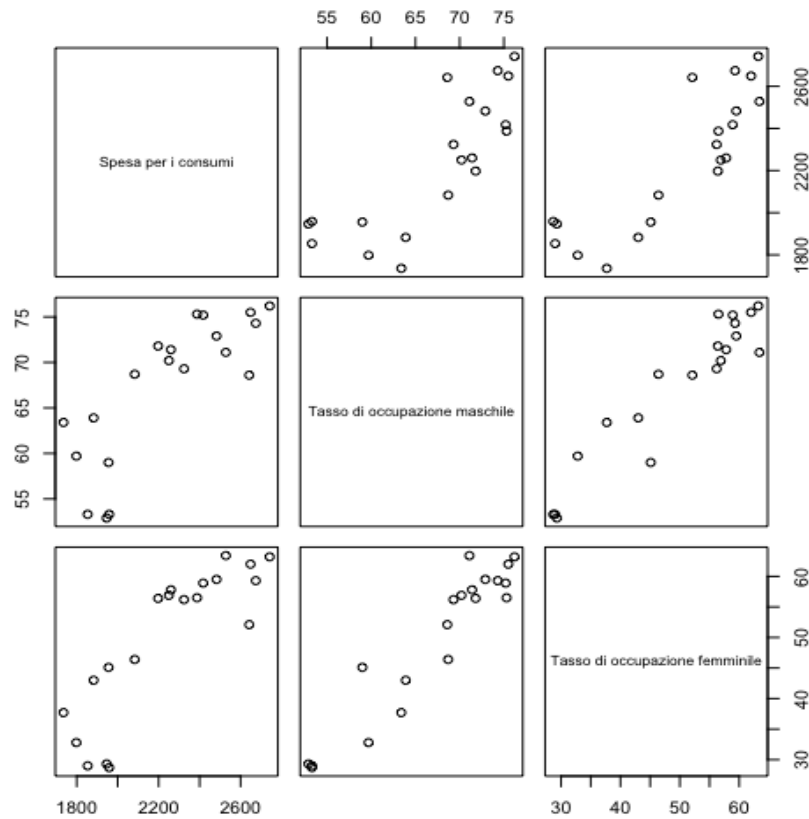 55 60 65 70 75
Spesa per i consumi
1800 2200 2600
55 60 65 70 75
Tasso di occupazione maschile
Tasso di occupazione femminile
30 40 50 60
1800 2200 2600
30 40 50 60